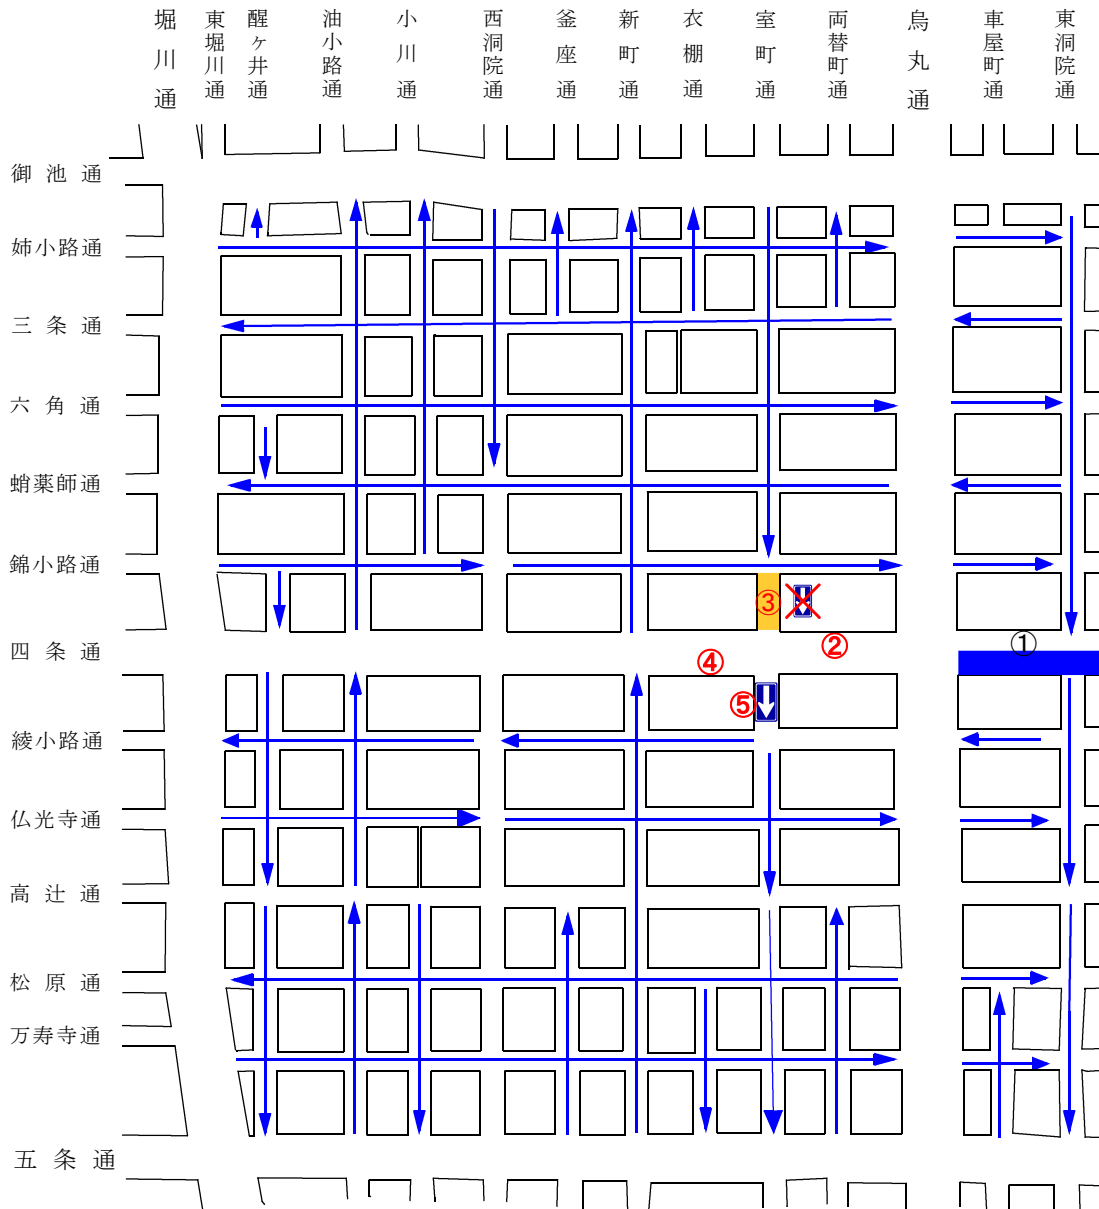 堀川通
東堀川通
醒ヶ井通
油小路通
小川通
西洞院通
釜座通
新町通
衣棚通
室町通
両替町通
烏丸通
車屋町通
東洞院通
御池通
姉小路通
三条通
六角通
蛸薬師通
錦小路通
③
四条通
②
①
④
⑤
綾小路通
仏光寺通
高辻通
松原通
万寿寺通
五条通